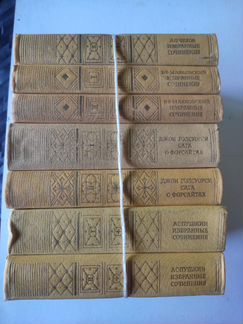 А·П·ЧЕХОВ
ИЗБРАННЫЕ
СОЧИНЕНИЯ
В·В·МАЯКОВСКИЙ
ИЗБРАННЫЕ
СОЧИНЕНИЯ
В·В·МАЯКОВСКИЙ
ИЗБРАННЫЕ
СОЧИНЕНИЯ
ДЖОН ГОЛСУОРСИ
САГА
О ФОРСАЙТАХ
ДЖОН ГОЛСУОРСИ
САГА
О ФОРСАЙТАХ
А·С·ПУШКИН
ИЗБРАННЫЕ
СОЧИНЕНИЯ
А·С·ПУШКИН
ИЗБРАННЫЕ
СОЧИНЕНИЯ